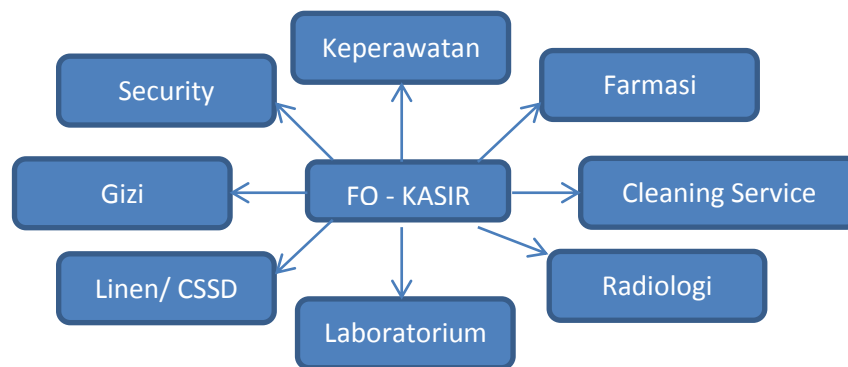 Keperawatan
Security
Farmasi
Gizi
FO - KASIR
Cleaning Service
Linen/ CSSD
Radiologi
Laboratorium